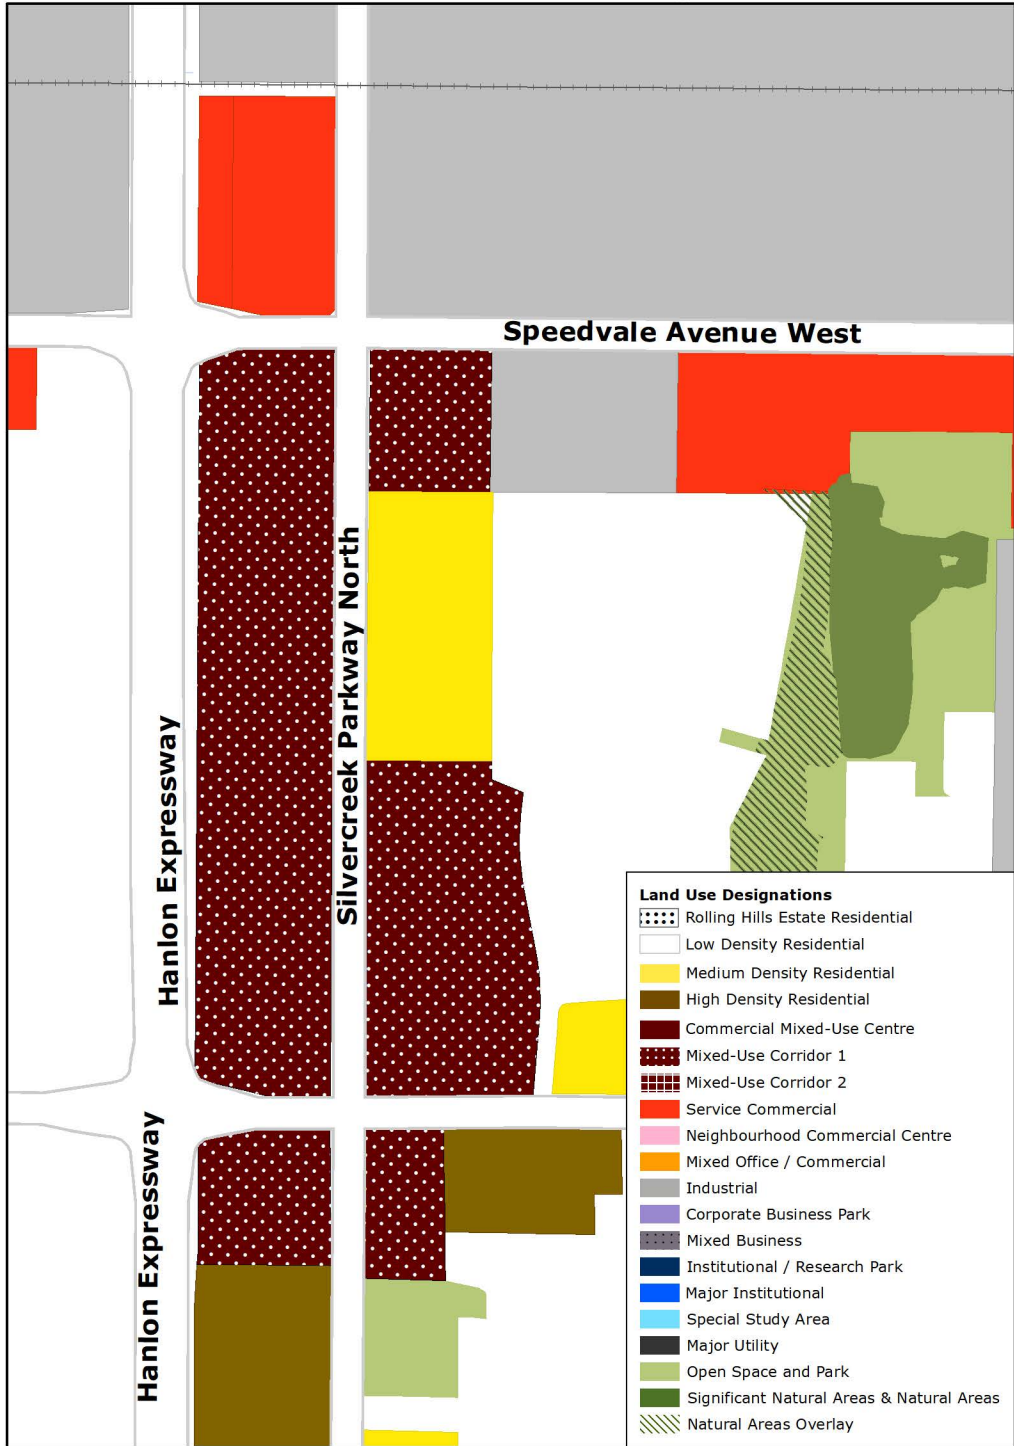 Speedvale Avenue West
Silvercreek Parkway North
Hanlon Expressway
Hanlon Expressway
Land Use Designations
Rolling Hills Estate Residential
Low Density Residential
Medium Density Residential
High Density Residential
Commercial Mixed-Use Centre
Mixed-Use Corridor 1
Mixed-Use Corridor 2
Service Commercial
Neighbourhood Commercial Centre
Mixed Office / Commercial
Industrial
Corporate Business Park
Mixed Business
Institutional / Research Park
Major Institutional
Special Study Area
Major Utility
Open Space and Park
Significant Natural Areas & Natural Areas
Natural Areas Overlay